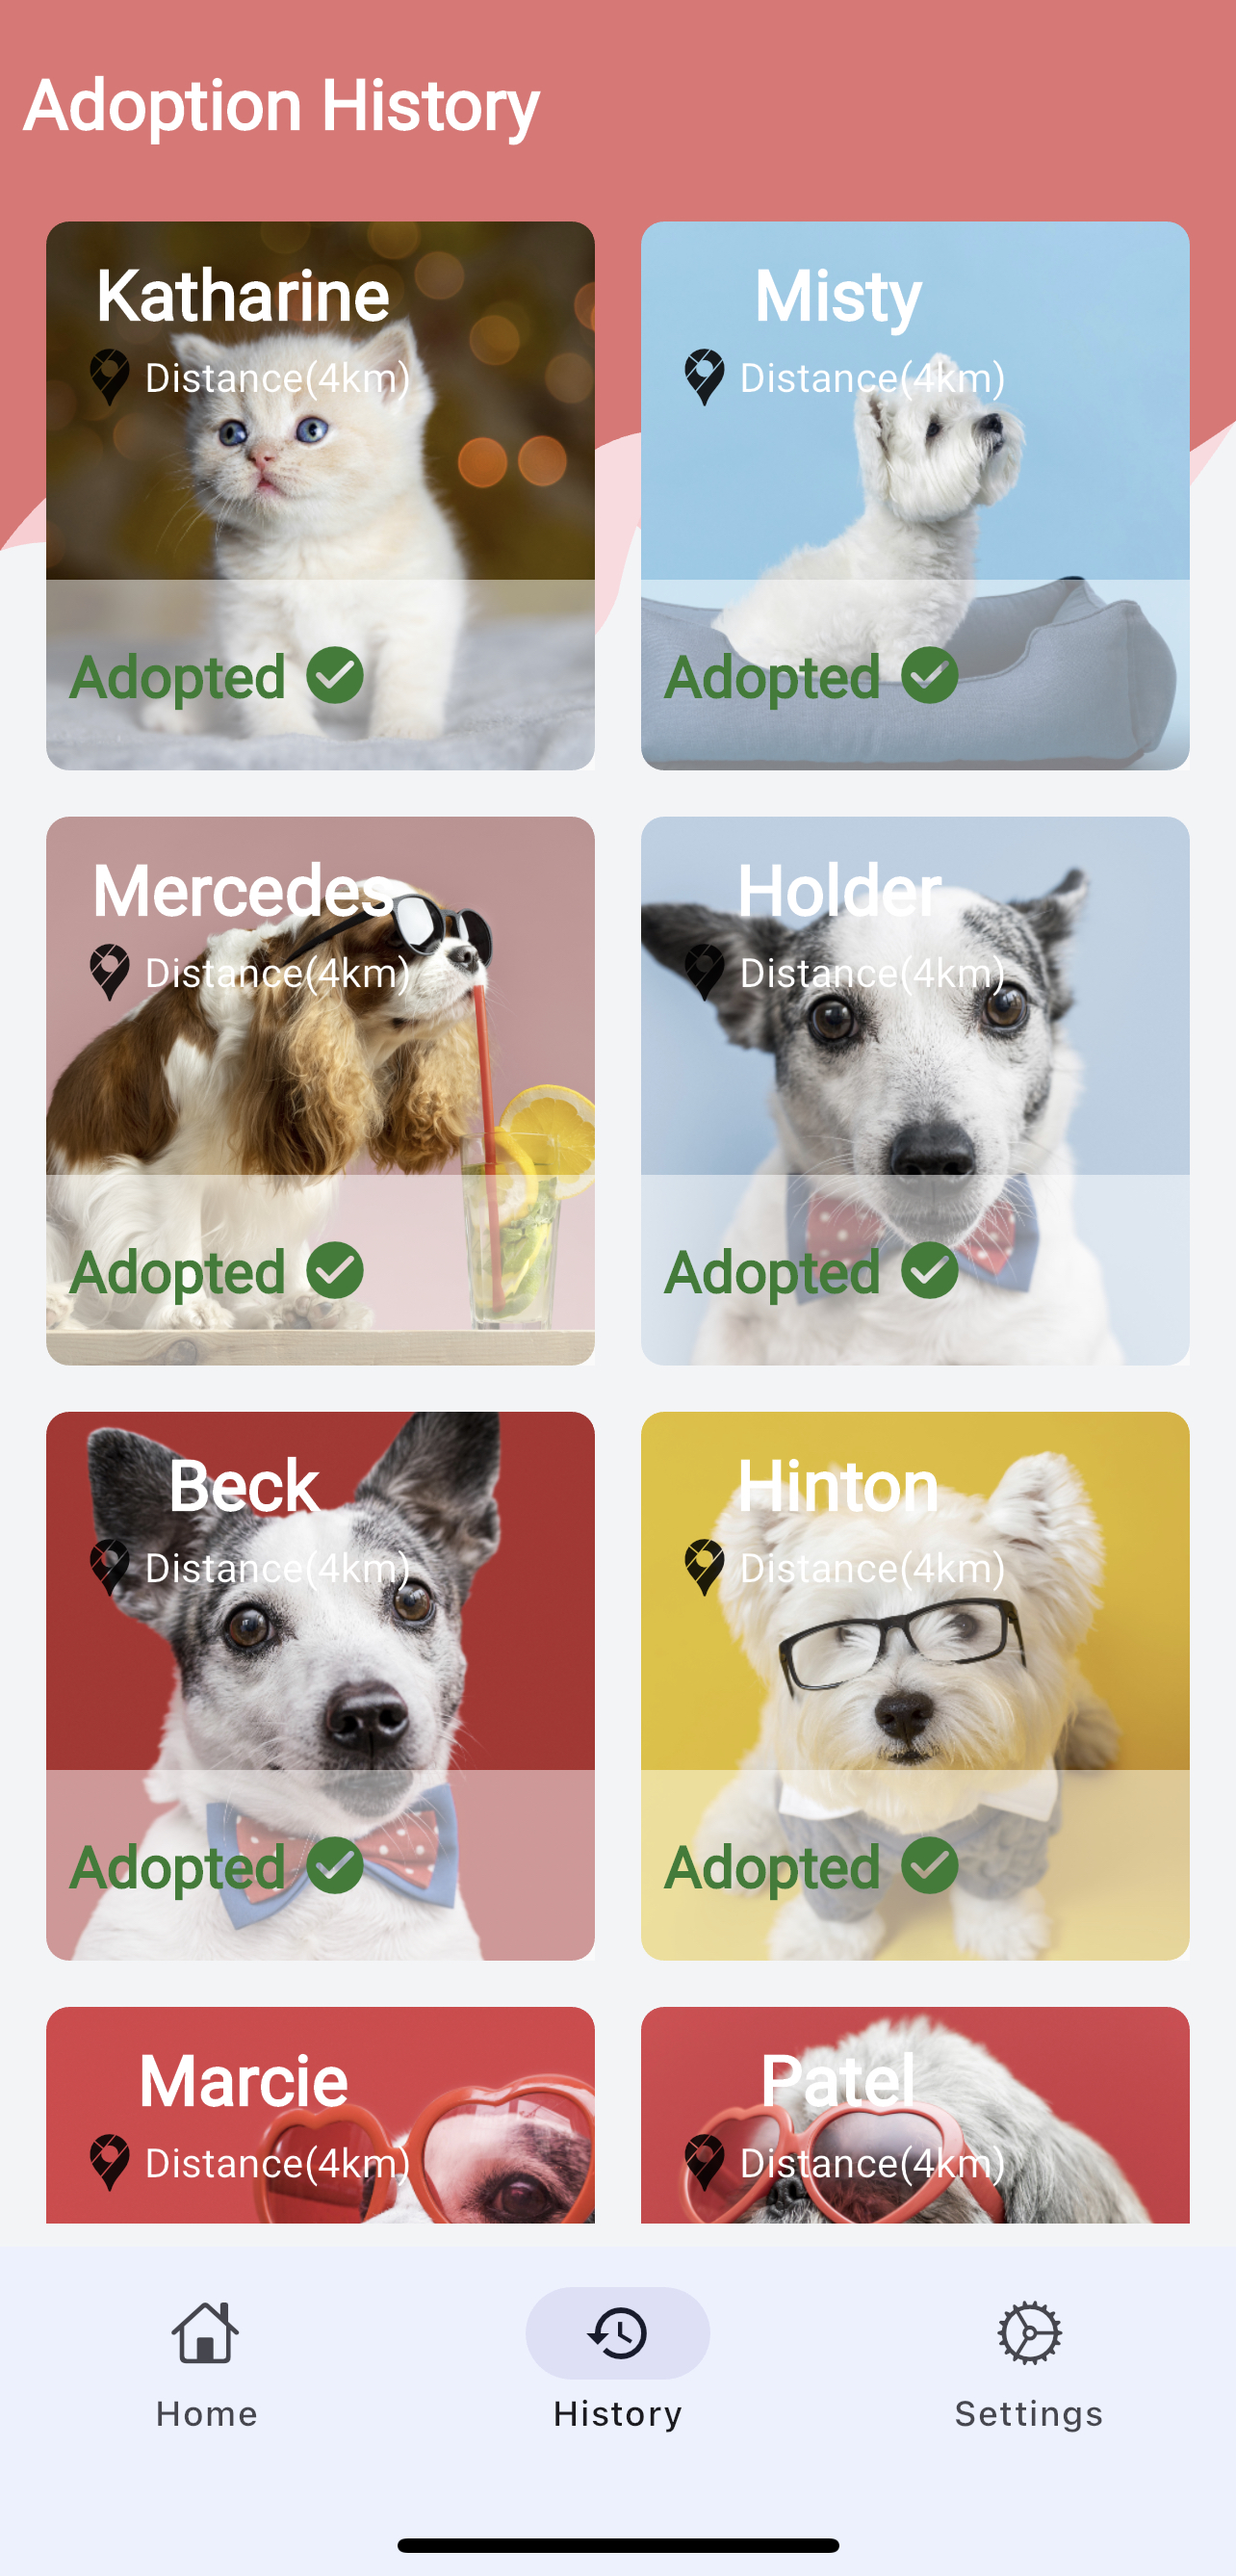 Adoption History
Katharine
Distance(4km)
Adopted
Misty
Distance(4km)
Adopted
Mercedes
Distance(4km)
Adopted
Holder
Distance(4km)
Adopted
Beck
Distance(4km)
Adopted
Hinton
Distance(4km)
Adopted
Marcie
Distance(4km)
Patel
Distance(4km)
Home
History
Settings